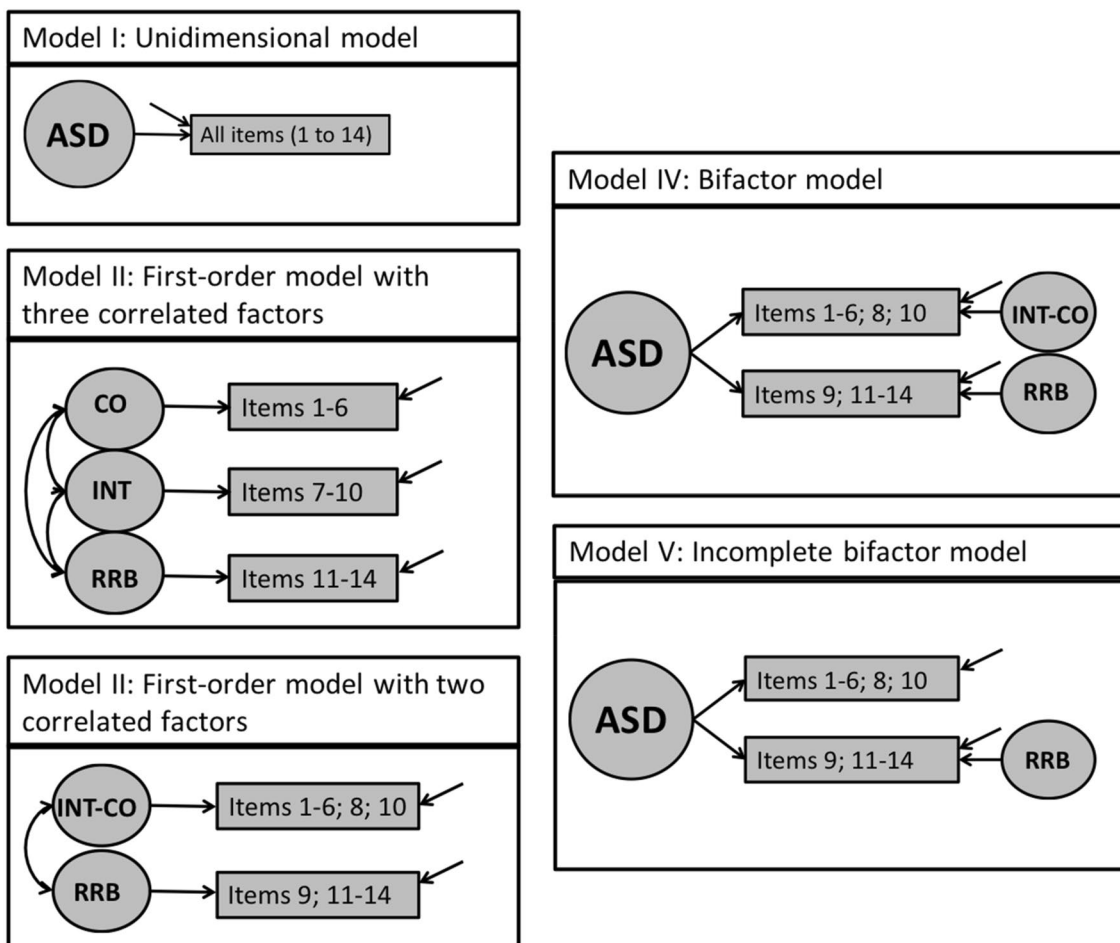 Model I: Unidimensional model
ASD
All items (1 to 14)
Model II: First-order model with
three correlated factors
CO
Items 1-6
INT
Items 7-10
RRB
Items 11-14
Model II: First-order model with two
correlated factors
INT-CO
Items 1-6; 8; 10
RRB
Items 9; 11-14
Model IV: Bifactor model
ASD
Items 1-6; 8; 10
INT-CO
Items 9; 11-14
RRB
Model V: Incomplete bifactor model
ASD
Items 1-6; 8; 10
Items 9; 11-14
RRB